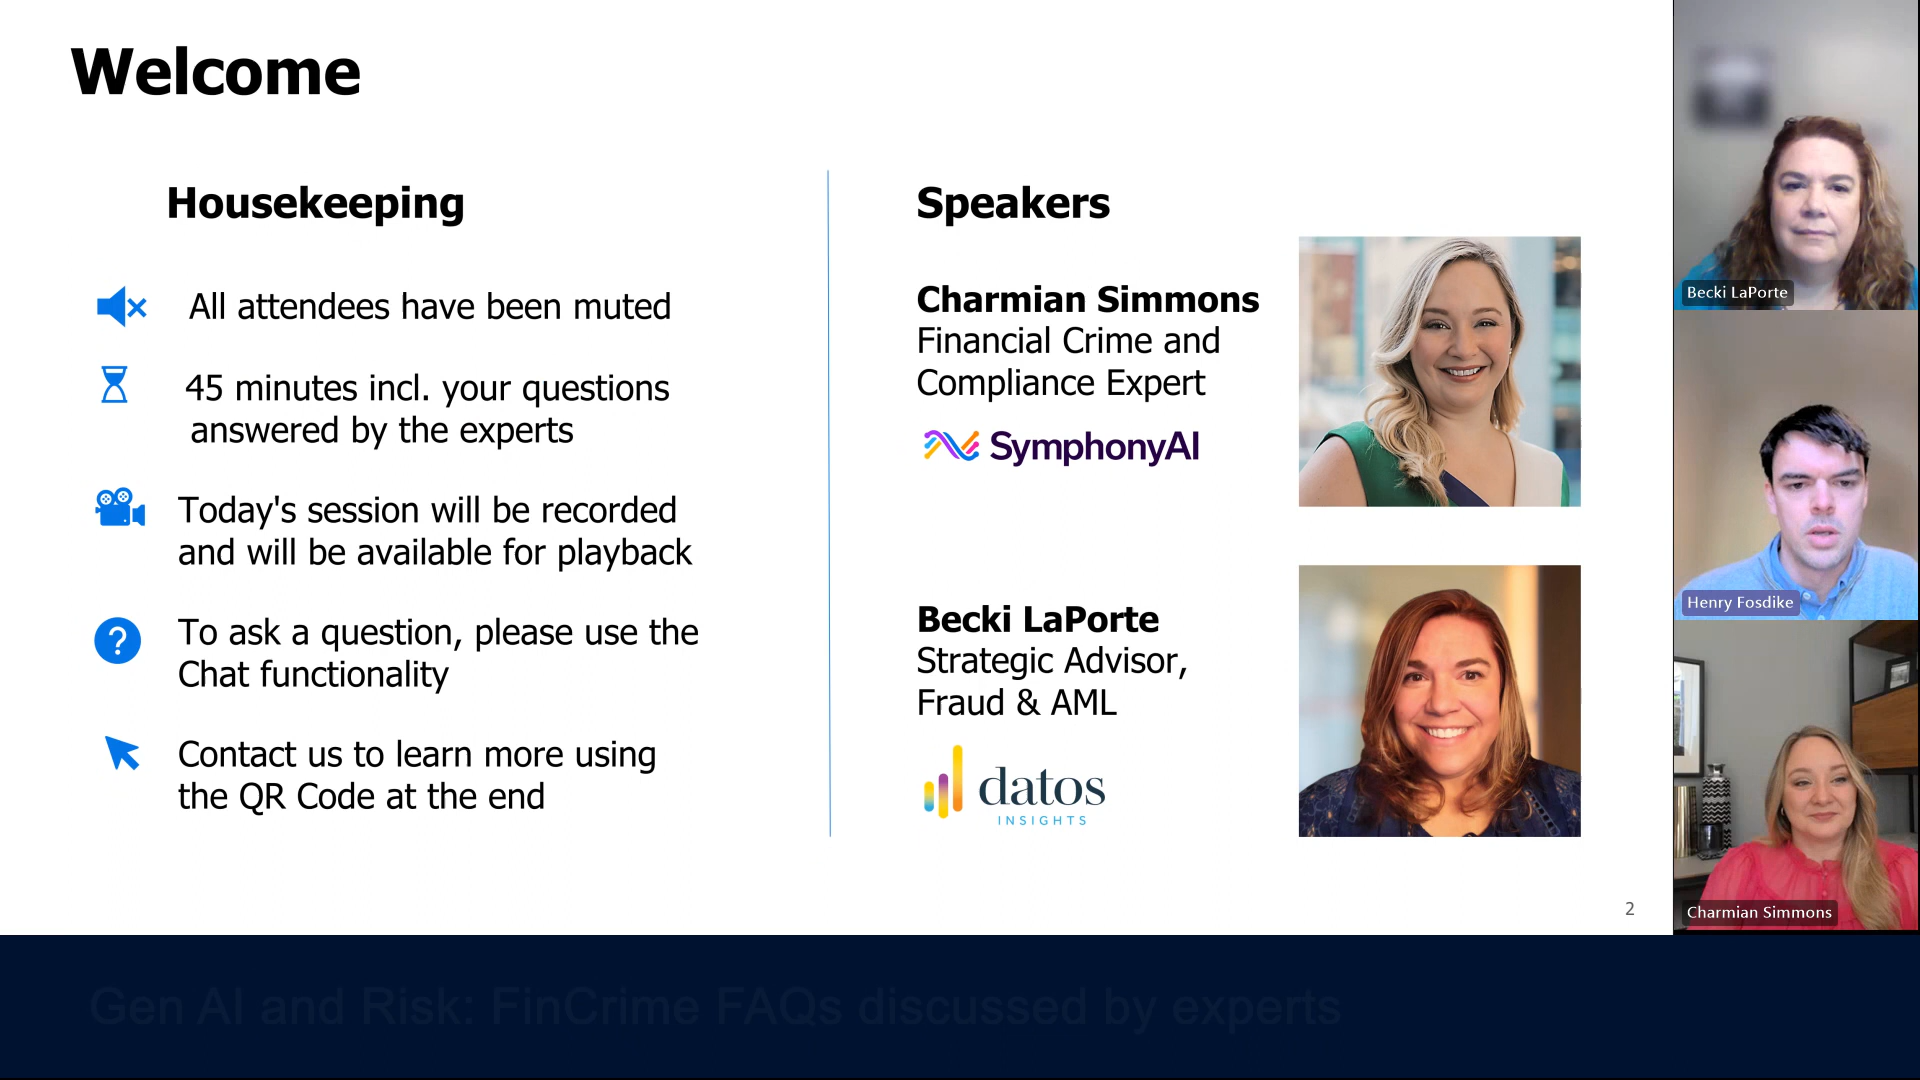 Welcome
Housekeeping
All attendees have been muted
45 minutes incl. your questions
answered by the experts
Today's session will be recorded
and will be available for playback
?
To ask a question, please use the
Chat functionality
Contact us to learn more using
the QR Code at the end
Speakers
Charmian Simmons
Financial Crime and
Compliance Expert
SymphonyAI
Becki LaPorte
Strategic Advisor,
Fraud & AML
datos
INSIGHTS
2
Becki LaPorte
Henry Fosdike
Charmian Simmons
Gen AI and Risk: FinCrime FAQs discussed by experts